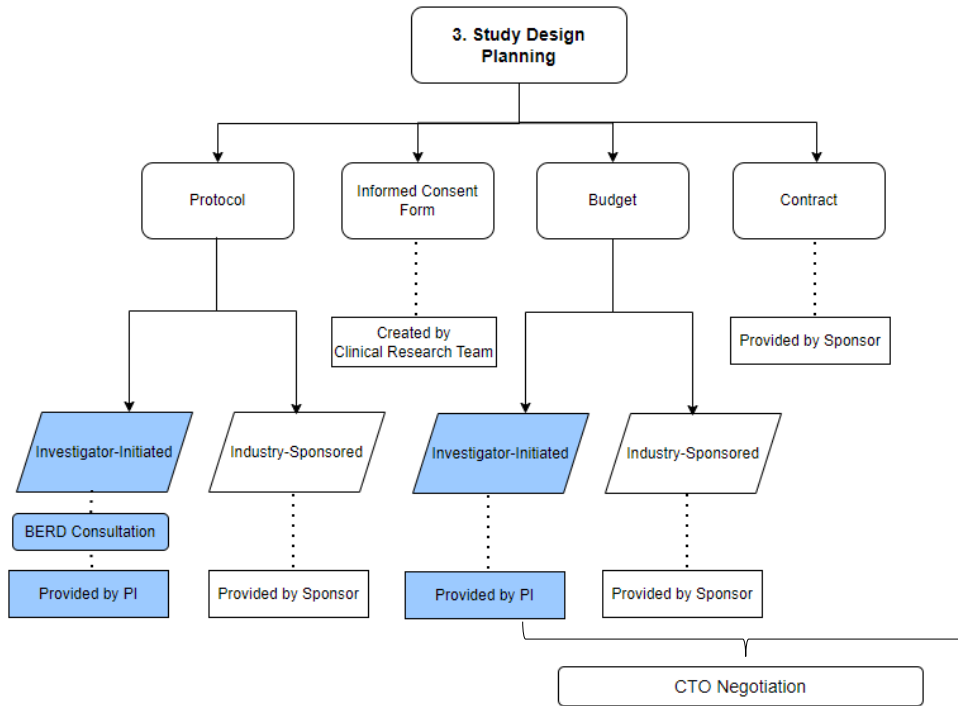 3. Study Design
Planning
Protocol
Informed Consent
Form
Budget
Contract
Created by
Clinical Research Team
Provided by Sponsor
Investigator-Initiated
Industry-Sponsored
Investigator-Initiated
Industry-Sponsored
BERD Consultation
Provided by PI
Provided by Sponsor
Provided by PI
Provided by Sponsor
CTO Negotiation